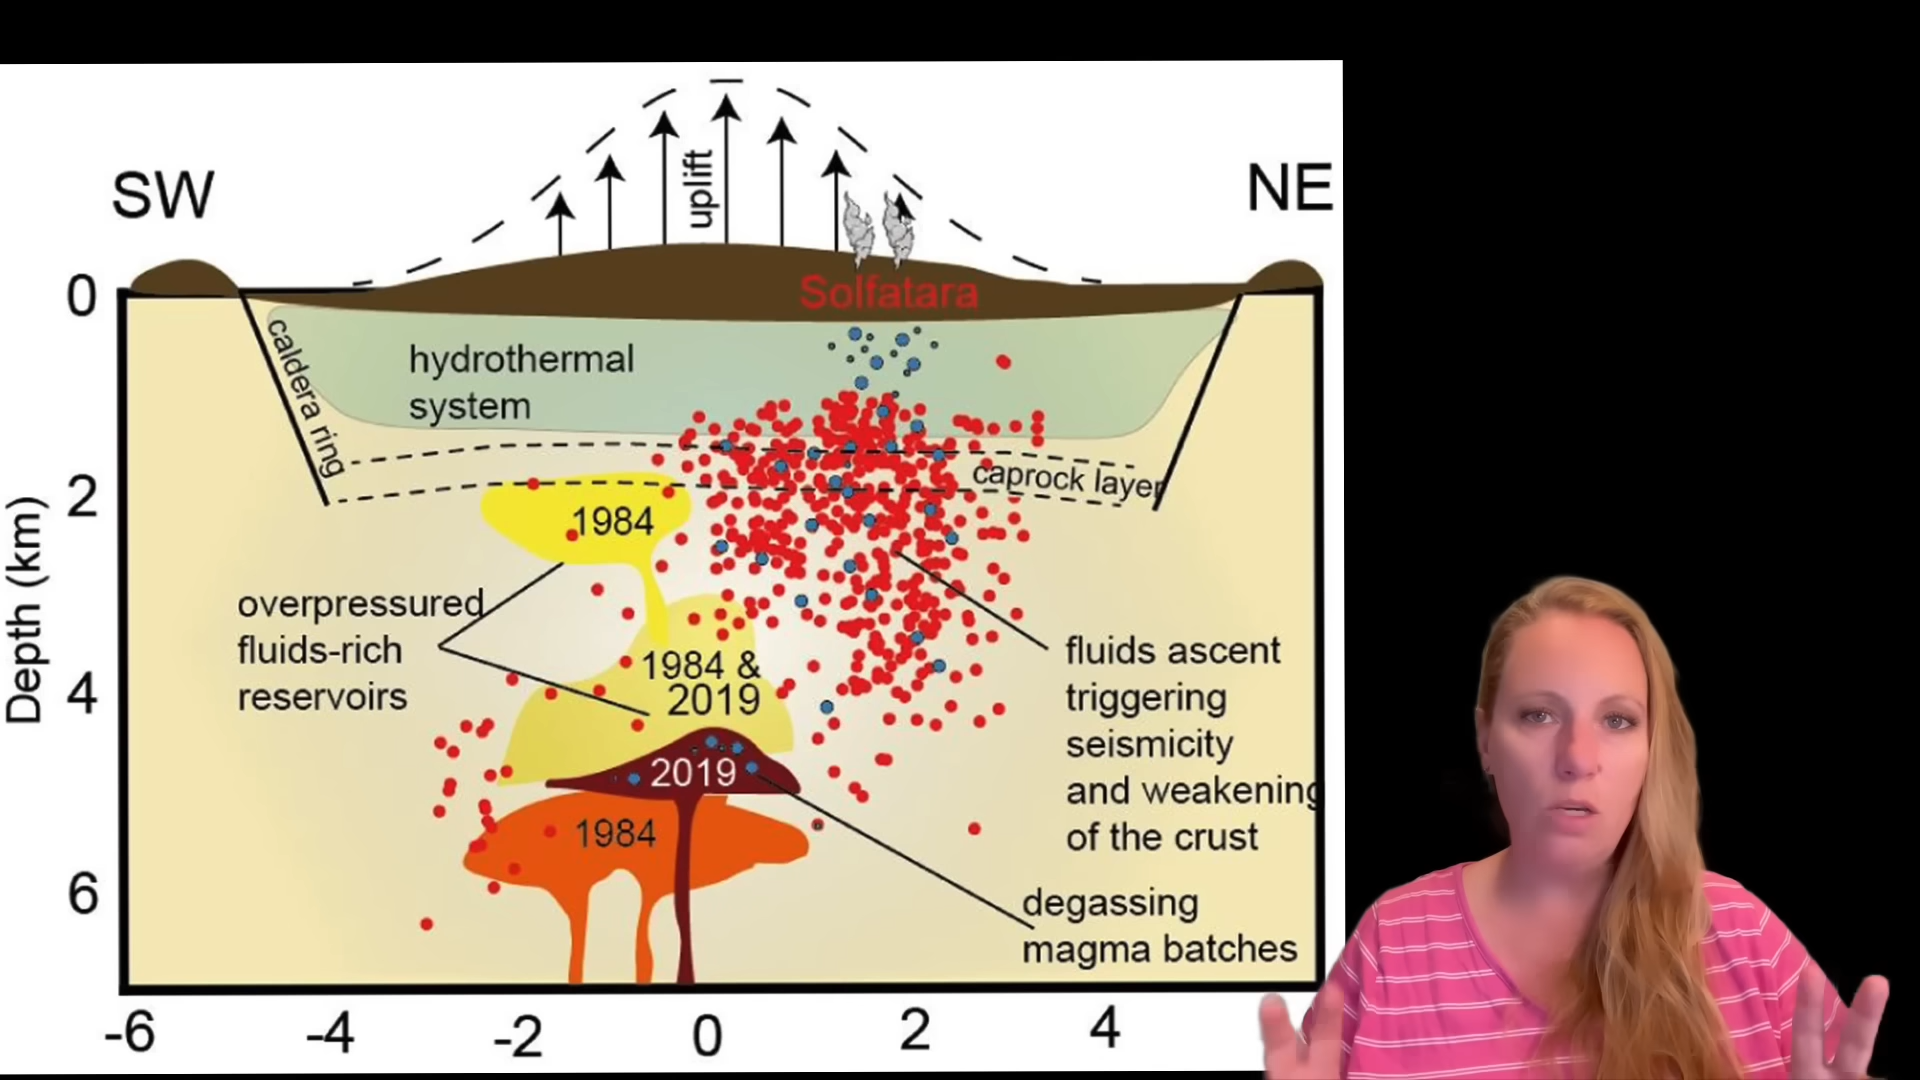 SW
NE
uplift
Solfatara
0
2
4
6
Depth (km)
hydrothermal
system
caldera ring
caprock layer
1984
overpressured
fluids-rich
reservoirs
1984 &
2019
2019
1984
fluids ascent
triggering
seismicity
and weakening
of the crust
degassing
magma batches
-6
-4
-2
0
2
4